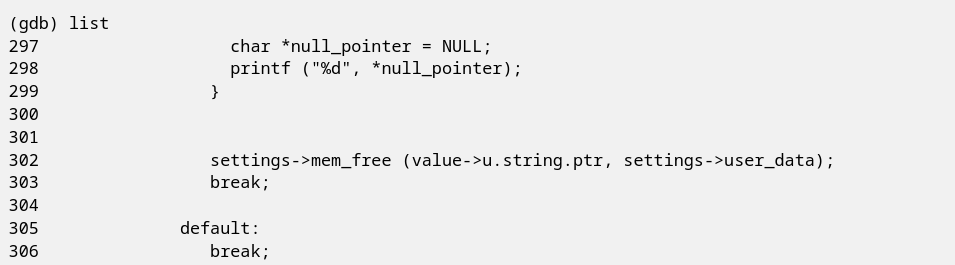 (gdb) list
297                   char *null_pointer = NULL;
298                   printf ("%d", *null_pointer);
299                 }
300
301
302                 settings->mem_free (value->u.string.ptr, settings->user_data);
303                 break;
304
305              default:
306                 break;